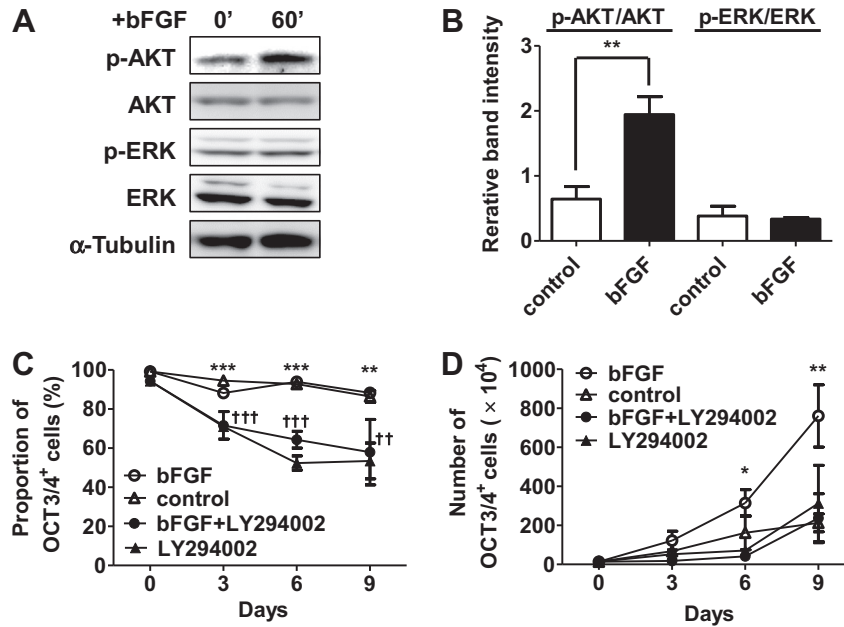 A
+bFGF 0’ 60’
p-AKT
AKT
p-ERK
ERK
α-Tubulin
B
p-AKT/AKT p-ERK/ERK
Rerative band intensity
3
2
1
0
**
control
bFGF
control
bFGF
C
Proportion of
OCT3/4+ cells (%)
100
80
60
40
20
0
*** *** **
†††
†††
††
bFGF
control
bFGF+LY294002
LY294002
0 3 6 9
Days
D
Number of
OCT3/4+ cells ( × 10⁴)
1000
800
600
400
200
0
bFGF
control
bFGF+LY294002
LY294002
*
**
0 3 6 9
Days